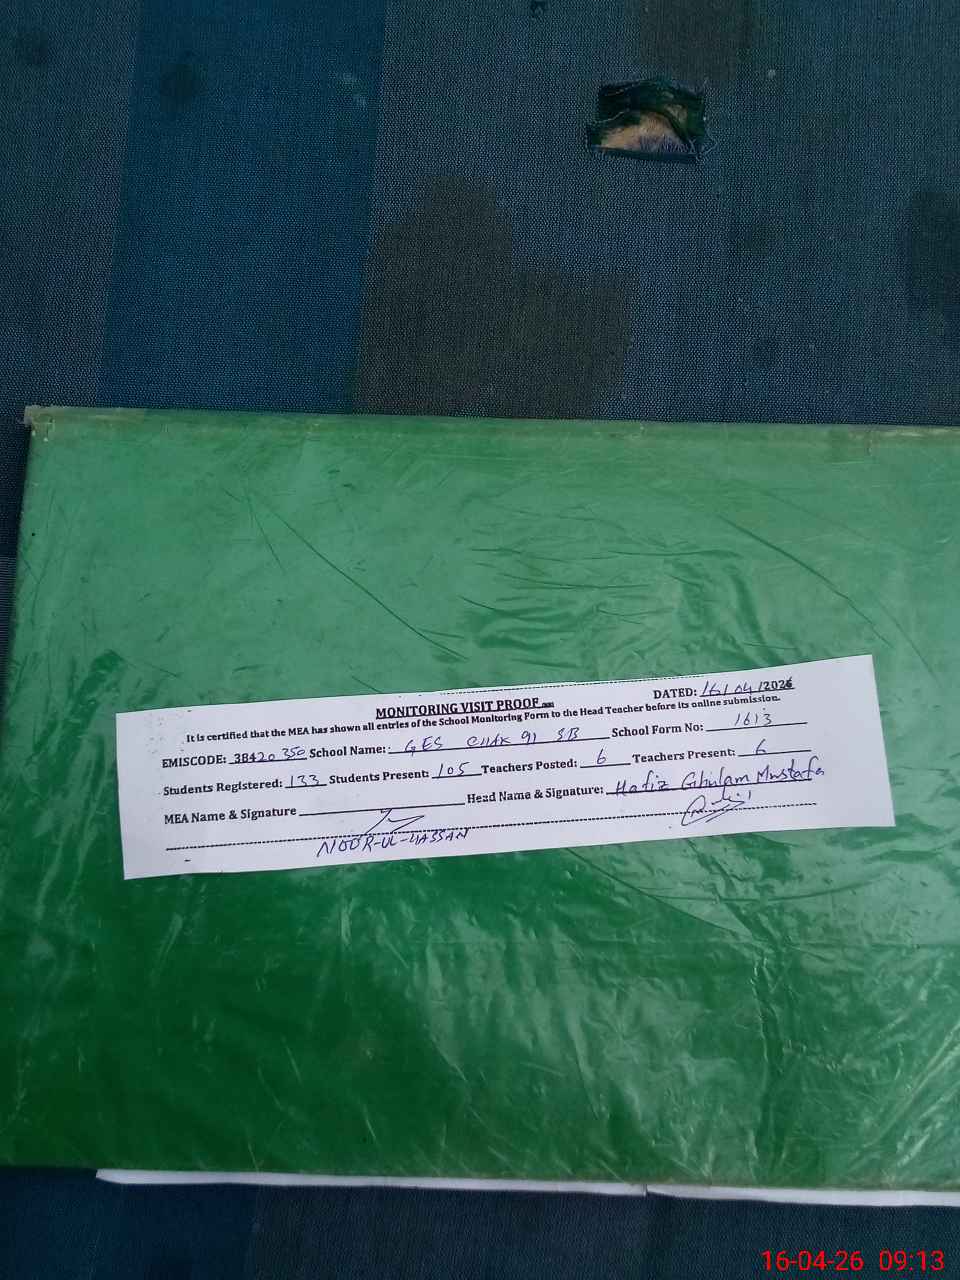 MONITORING VISIT PROOF
DATED: 16/04/2026
It is certified that the MEA has shown all entries of the School Monitoring Form to the Head Teacher before its online submission.
EMISCODE: 38420350 School Name: GES CHAK 91 SB School Form No: 1613
Students Registered: 133 Students Present: 105 Teachers Posted: 6 Teachers Present: 6
MEA Name & Signature Head Name & Signature: Hafiz Ghulam Mustafa
NOOR-UL-HASSAN
16-04-26 09:13